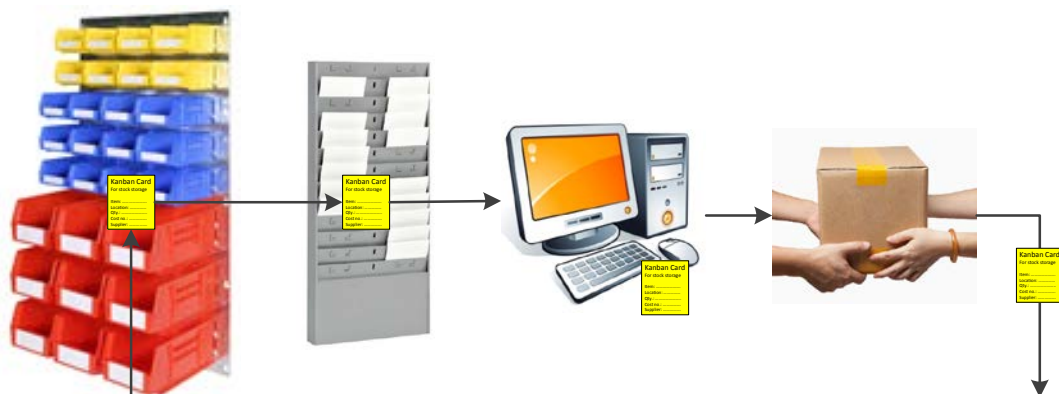 Kanban Card
For stock storage
Item: ..................
Location: ..............
Qty.: ..................
Cost no.: ..............
Supplier: ..............
Kanban Card
For stock storage
Item: ..................
Location: ..............
Qty.: ..................
Cost no.: ..............
Supplier: ..............
Kanban Card
For stock storage
Item: ..................
Location: ..............
Qty.: ..................
Cost no.: ..............
Supplier: ..............
Kanban Card
For stock storage
Item: ..................
Location: ..............
Qty.: ..................
Cost no.: ..............
Supplier: ..............